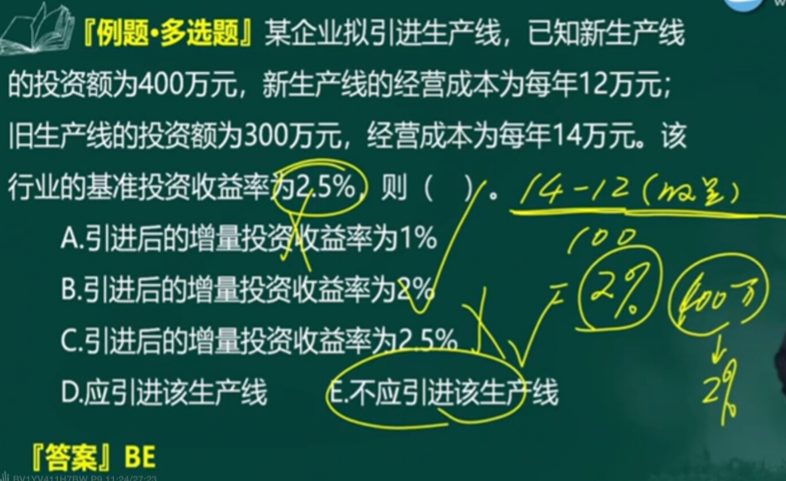 『例题·多选题』某企业拟引进生产线，已知新生产线
的投资额为400万元，新生产线的经营成本为每年12万元；
旧生产线的投资额为300万元，经营成本为每年14万元。该
行业的基准投资收益率为2.5%，则（ ）。
14-12
100
= 2%
400万
2%
A.引进后的增量投资收益率为1%
B.引进后的增量投资收益率为2%
C.引进后的增量投资收益率为2.5%
D.应引进该生产线 E.不应引进该生产线
『答案』BE